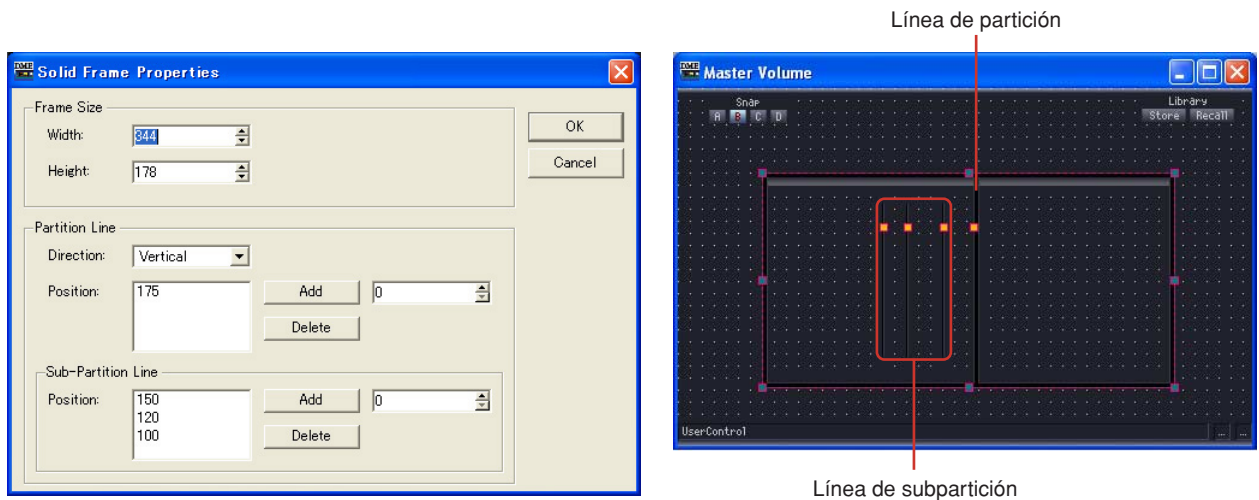 Línea de partición
DME
Solid Frame Properties
Frame Size
Width:
344
Height:
178
OK
Cancel
Partition Line
Direction:
Vertical
Position:
175
Add
0
Delete
Sub-Partition Line
Position:
150
120
100
Add
0
Delete
DME
Master Volume
Snap
A B C D
Library
Store Recall
UserControl
... ...
Línea de subpartición